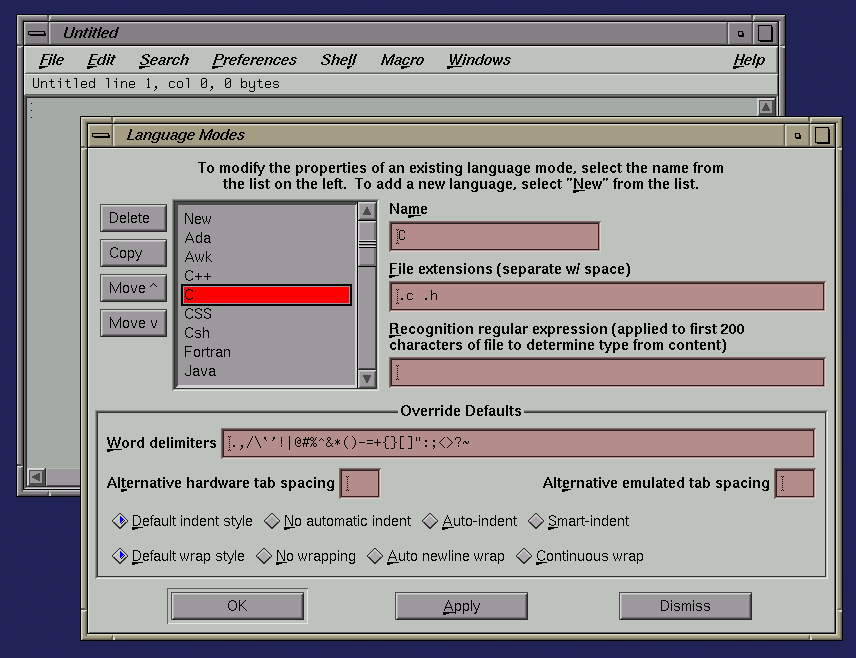 Untitled
File Edit Search Preferences Shell Macro Windows Help
Untitled line 1, col 0, 0 bytes
Language Modes
To modify the properties of an existing language mode, select the name from
the list on the left. To add a new language, select "New" from the list.
Delete
Copy
Move ^
Move v
New
Ada
Awk
C++
C
CSS
Csh
Fortran
Java
Name
C
File extensions (separate w/ space)
.c .h
Recognition regular expression (applied to first 200
characters of file to determine type from content)
Override Defaults
Word delimiters .,/\`'!|@#%^&*()-=+{}[]":;<>?~
Alternative hardware tab spacing Alternative emulated tab spacing
Default indent style No automatic indent Auto-indent Smart-indent
Default wrap style No wrapping Auto newline wrap Continuous wrap
OK Apply Dismiss